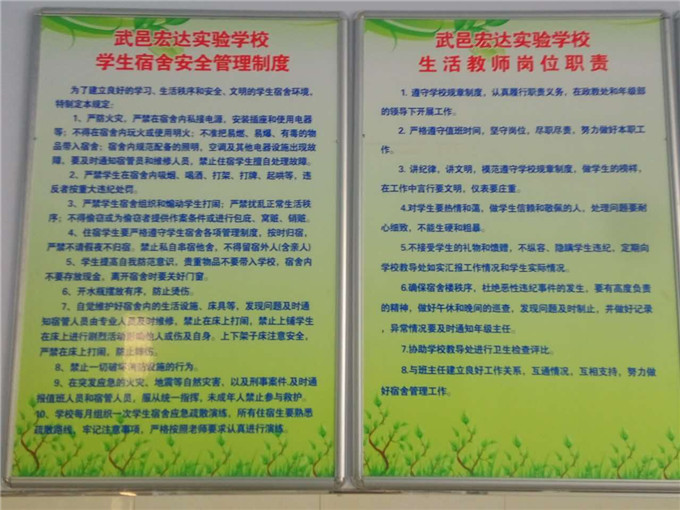 武邑宏达实验学校
学生宿舍安全管理制度
为了建立良好的学习、生活秩序和安全、文明的学生宿舍环境，
特制定本规定：
1、严防火灾，严禁在宿舍内私接电源，安装插座和使用电器
等；不得在宿舍内玩火或使用明火；不准把易燃、易爆、有毒的物
品带入宿舍；宿舍内规范配备的照明，空调及其他电器设施出现故
障，要及时通知宿管员和维修人员，禁止住宿学生擅自处理故障。
2、严禁学生在宿舍内吸烟、喝酒、打架、打牌、起哄等，违
反者按重大违纪处罚。
3、严禁学生宿舍组织和煽动学生打闹；严禁扰乱正常生活秩
序；不得偷窃或为偷窃者提供作案条件或进行包庇、窝赃、销赃。
4、住宿学生要严格遵守学生宿舍各项管理制度，按时归宿，
严禁不请假夜不归宿。禁止私自串宿他舍，不得留宿外人(含亲人)
5、学生提高自我防范意识，贵重物品不要带入学校，宿舍内
不要存放现金，离开宿舍时要关好门窗。
6、开水瓶摆放有序，防止烫伤。
7、自觉维护好宿舍内的生活设施、床具等，发现问题及时通
知宿管人员由专业人员及时维修，禁止在床上打闹，禁止上铺学生
在床上进行剧烈活动影响他人或伤及自身。上下架子床注意安全，
严禁在床上打闹，防止摔伤。
8、禁止一切破坏消防设施的行为。
9、在突发应急的火灾，地震等自然灾害，以及刑事案件,及时通
报值班人员和宿管人员，服从统一指挥，未成年人禁止参与救护。
10、学校每月组织一次学生宿舍应急疏散演练，所有住宿生要熟悉
疏散路线，牢记注意事项，严格按照老师要求认真进行演练。
武邑宏达实验学校
生活教师岗位职责
1. 遵守学校规章制度，认真履行职责义务，在政教处和年级部
的领导下开展工作。
2. 严格遵守值班时间，坚守岗位，尽职尽责，努力做好本职工
作。
3. 讲纪律，讲文明，模范遵守学校规章制度，做学生的榜样，
在工作中言行要文明，仪表要庄重。
4.对学生要热情和蔼，做学生信赖和敬佩的人。处理问题要耐
心细致，不能生硬和粗暴。
5.不接受学生的礼物和馈赠，不纵容、隐瞒学生违纪，定期向
学校教导处如实汇报工作情况和学生实际情况。
6.确保宿舍楼秩序，杜绝恶性违纪事件的发生，要有高度负责
的精神，做好午休和晚间的巡查，发现问题及时制止，并做好记录
，异常情况要及时通知年级主任。
7.协助学校教导处进行卫生检查评比。
8.与班主任建立良好工作关系，互通情况，互相支持，努力做
好宿舍管理工作。